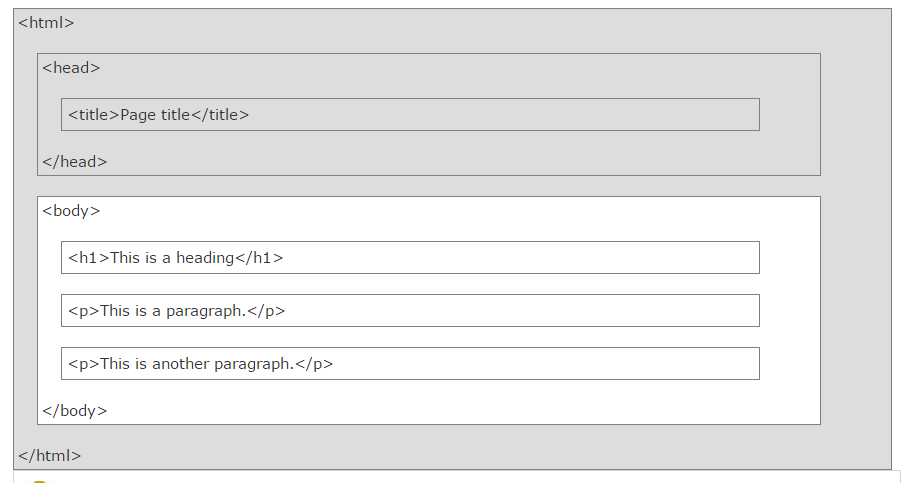 <html>
<head>
<title>Page title</title>
</head>
<body>
<h1>This is a heading</h1>
<p>This is a paragraph.</p>
<p>This is another paragraph.</p>
</body>
</html>